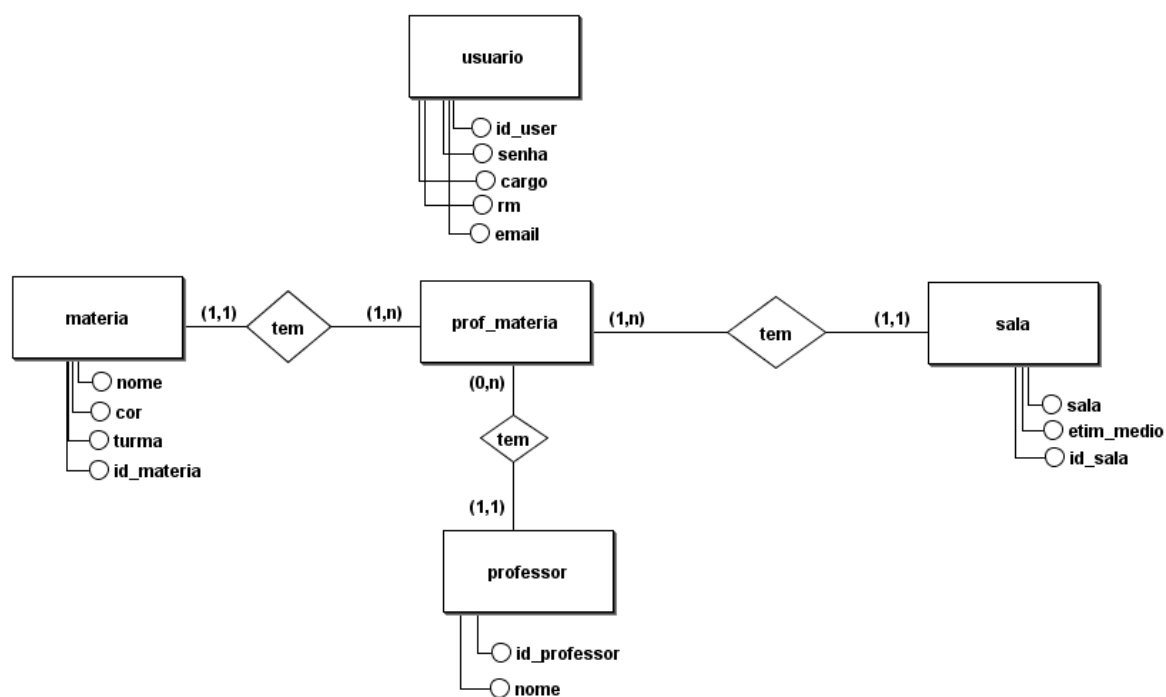 usuario
id_user
senha
cargo
rm
email
materia
(1,1)
tem
(1,n)
prof_materia
(1,n)
tem
(1,1)
sala
nome
cor
turma
id_materia
(0,n)
tem
(1,1)
sala
etim_medio
id_sala
professor
id_professor
nome